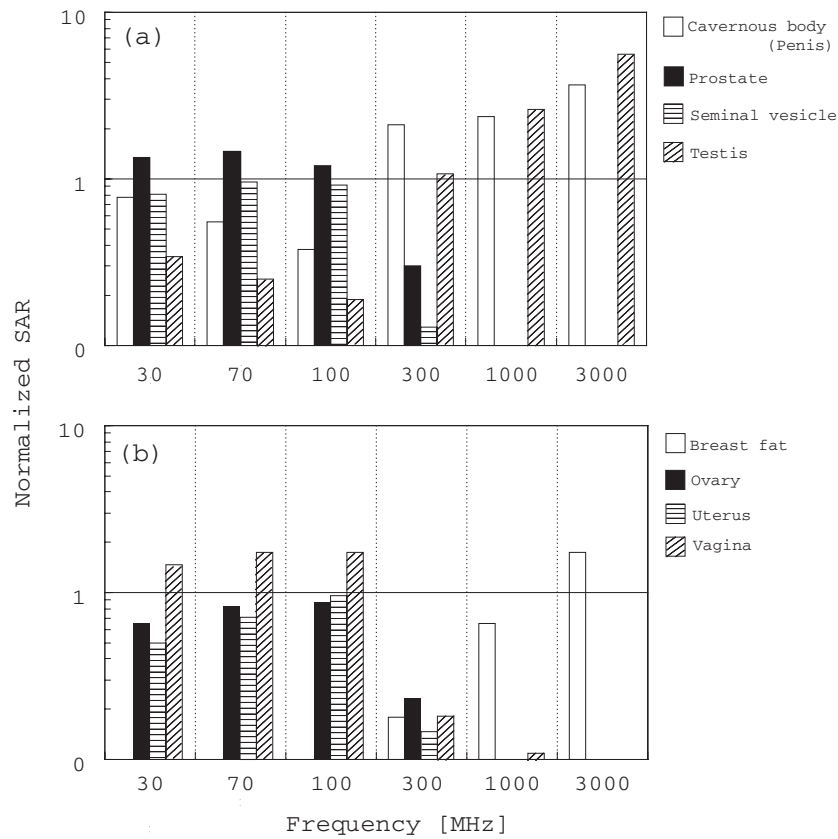 Normalized SAR
10
1
0
(a)
30 70 100 300 1000 3000
Cavernous body
(Penis)
Prostate
Seminal vesicle
Testis
10
1
0
(b)
30 70 100 300 1000 3000
Breast fat
Ovary
Uterus
Vagina
Frequency [MHz]